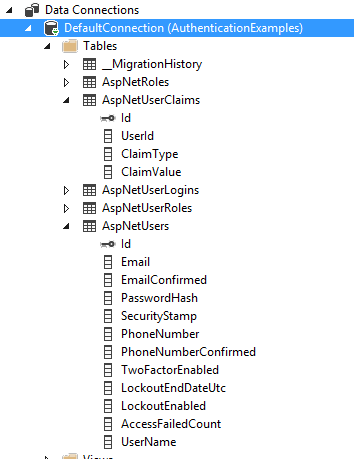 Data Connections
DefaultConnection (AuthenticationExamples)
Tables
__MigrationHistory
AspNetRoles
AspNetUserClaims
Id
UserId
ClaimType
ClaimValue
AspNetUserLogins
AspNetUserRoles
AspNetUsers
Id
Email
EmailConfirmed
PasswordHash
SecurityStamp
PhoneNumber
PhoneNumberConfirmed
TwoFactorEnabled
LockoutEndDateUtc
LockoutEnabled
AccessFailedCount
UserName
Views